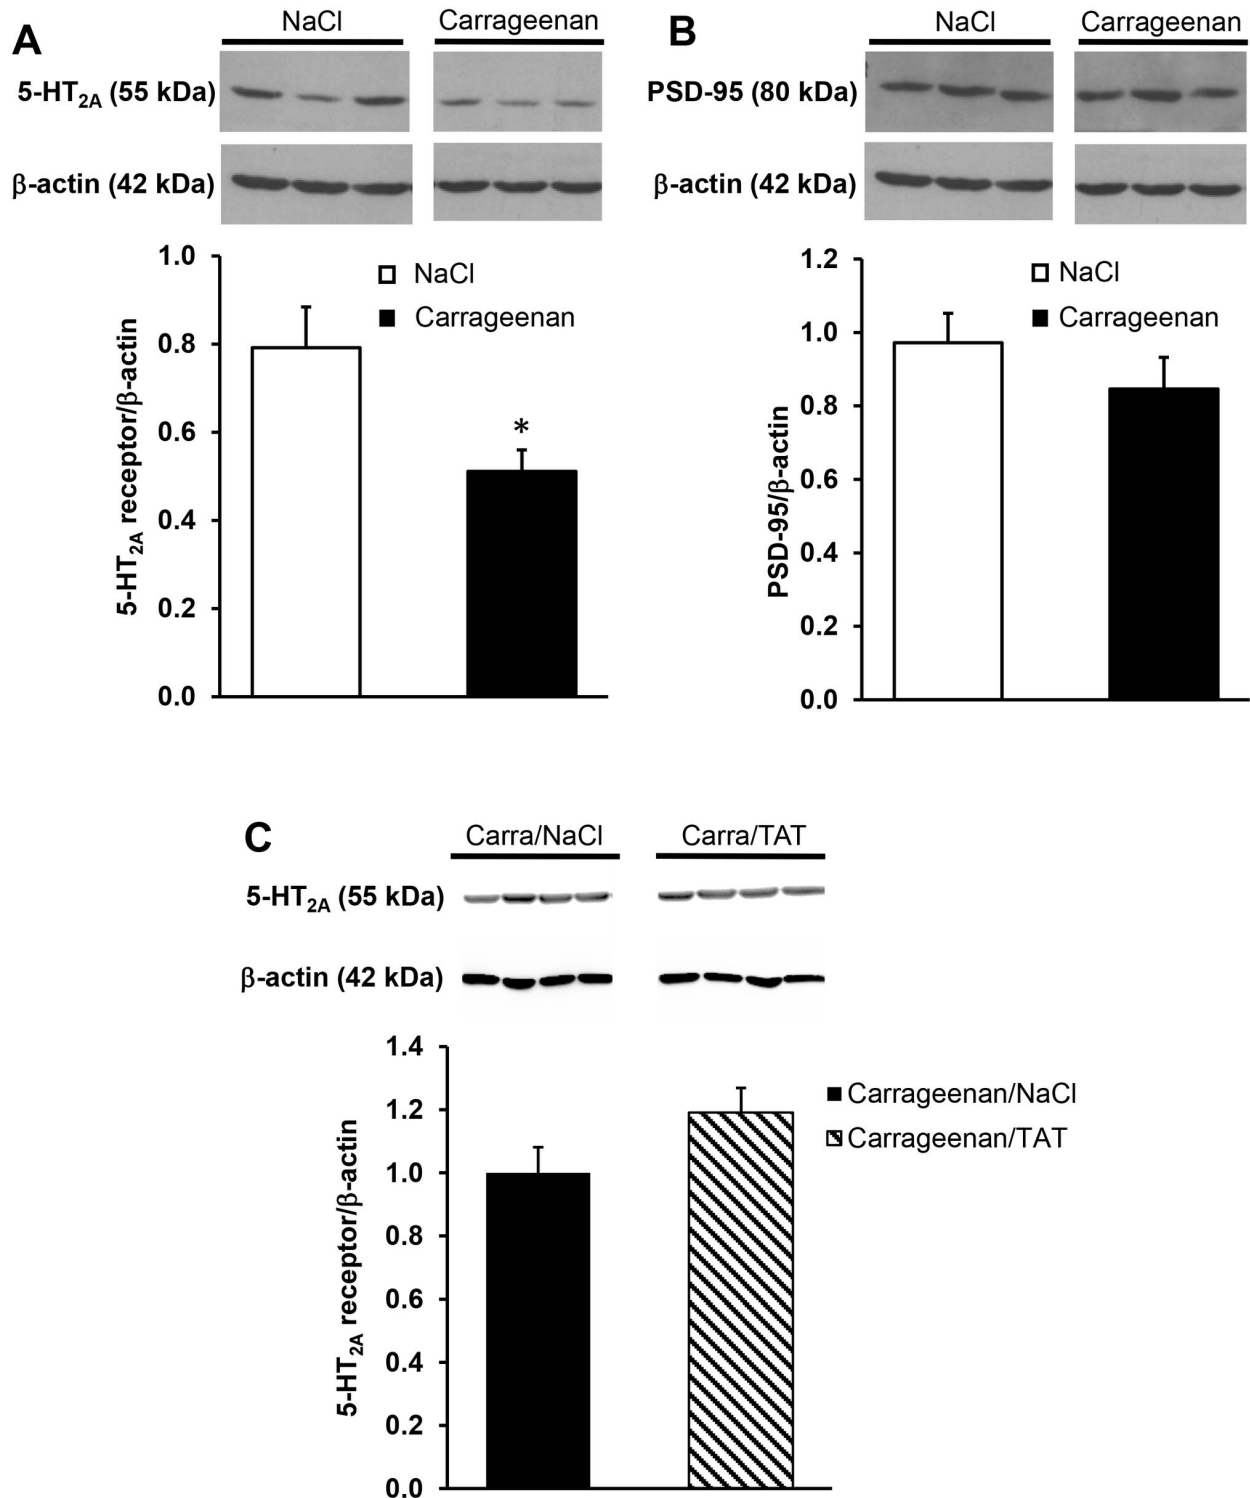 A
NaCl
Carrageenan
5-HT2A (55 kDa)
β-actin (42 kDa)
1.0
0.8
0.6
0.4
0.2
0.0
5-HT2A receptor/β-actin
NaCl
Carrageenan
*
B
NaCl
Carrageenan
PSD-95 (80 kDa)
β-actin (42 kDa)
1.2
1.0
0.8
0.6
0.4
0.2
0.0
PSD-95/β-actin
NaCl
Carrageenan
C
Carra/NaCl
Carra/TAT
5-HT2A (55 kDa)
β-actin (42 kDa)
1.4
1.2
1.0
0.8
0.6
0.4
0.2
0.0
5-HT2A receptor/β-actin
Carrageenan/NaCl
Carrageenan/TAT